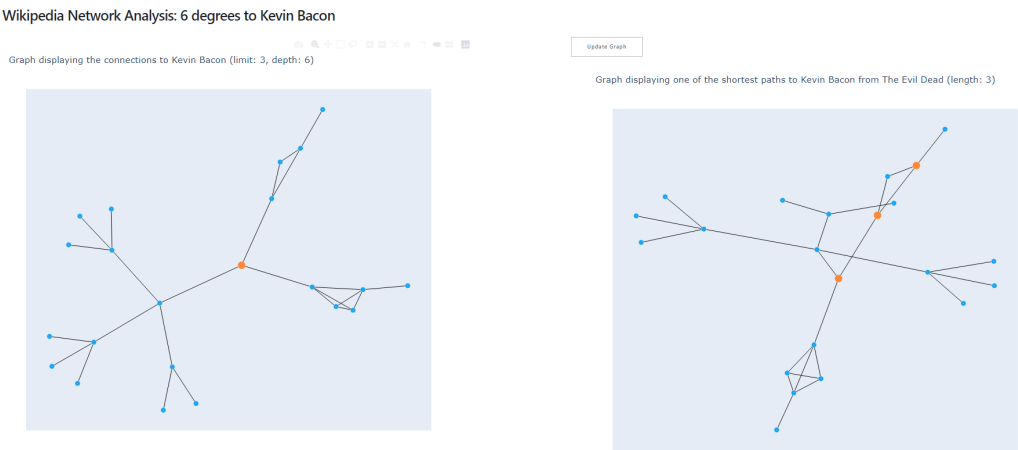 Wikipedia Network Analysis: 6 degrees to Kevin Bacon
Graph displaying the connections to Kevin Bacon (limit: 3, depth: 6)
Update Graph
Graph displaying one of the shortest paths to Kevin Bacon from The Evil Dead (length: 3)